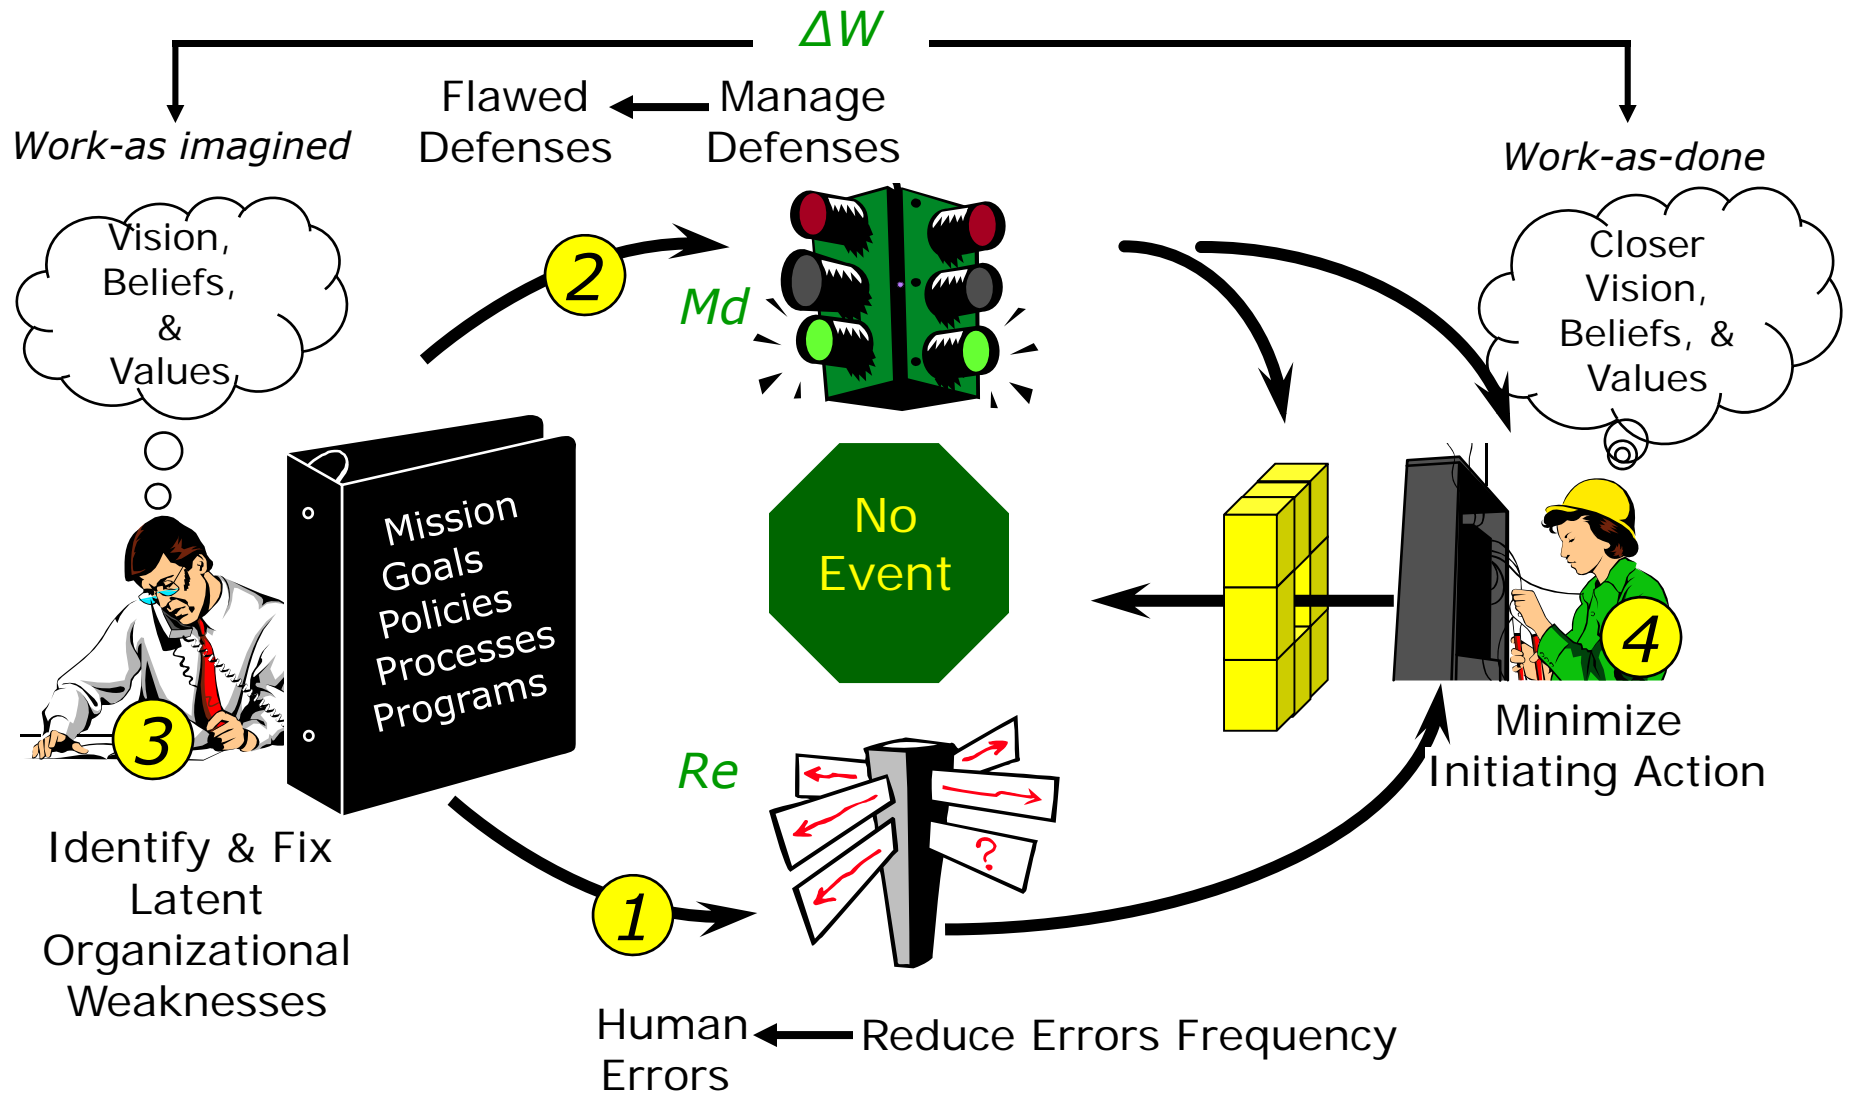 ΔW
Flawed
Defenses
Manage
Defenses
Work-as imagined
Work-as-done
Vision,
Beliefs,
&
Values
2
Md
Closer
Vision,
Beliefs, &
Values
Mission
Goals
Policies
Processes
Programs
No
Event
3
4
Re
?
Minimize
Initiating Action
Identify & Fix
Latent
Organizational
Weaknesses
1
Human
Errors
Reduce Errors Frequency